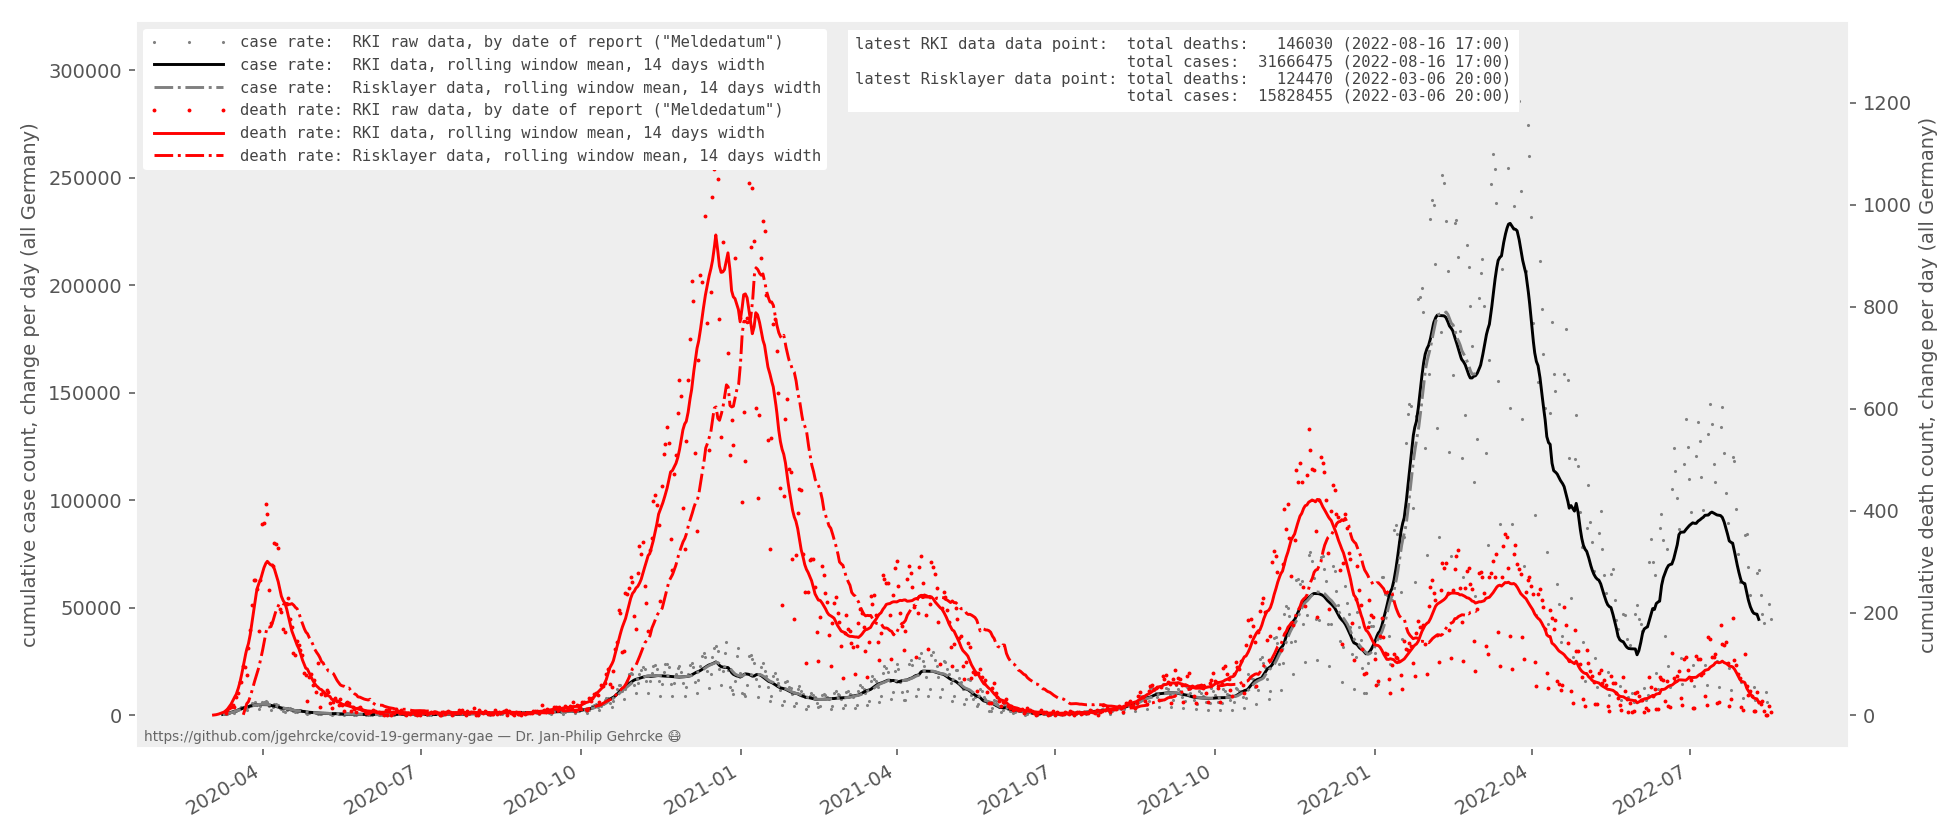 case rate:  RKI raw data, by date of report ("Meldedatum")
case rate:  RKI data, rolling window mean, 14 days width
case rate:  Risklayer data, rolling window mean, 14 days width
death rate: RKI raw data, by date of report ("Meldedatum")
death rate: RKI data, rolling window mean, 14 days width
death rate: Risklayer data, rolling window mean, 14 days width
latest RKI data data point:  total deaths:   146030 (2022-08-16 17:00)
total cases:  31666475 (2022-08-16 17:00)
latest Risklayer data point: total deaths:   124470 (2022-03-06 20:00)
total cases:  15828455 (2022-03-06 20:00)
cumulative case count, change per day (all Germany)
300000
250000
200000
150000
100000
50000
0
1200
1000
800
600
400
200
0
cumulative death count, change per day (all Germany)
https://github.com/jgehrcke/covid-19-germany-gae — Dr. Jan-Philip Gehrcke 😷
2020-04
2020-07
2020-10
2021-01
2021-04
2021-07
2021-10
2022-01
2022-04
2022-07